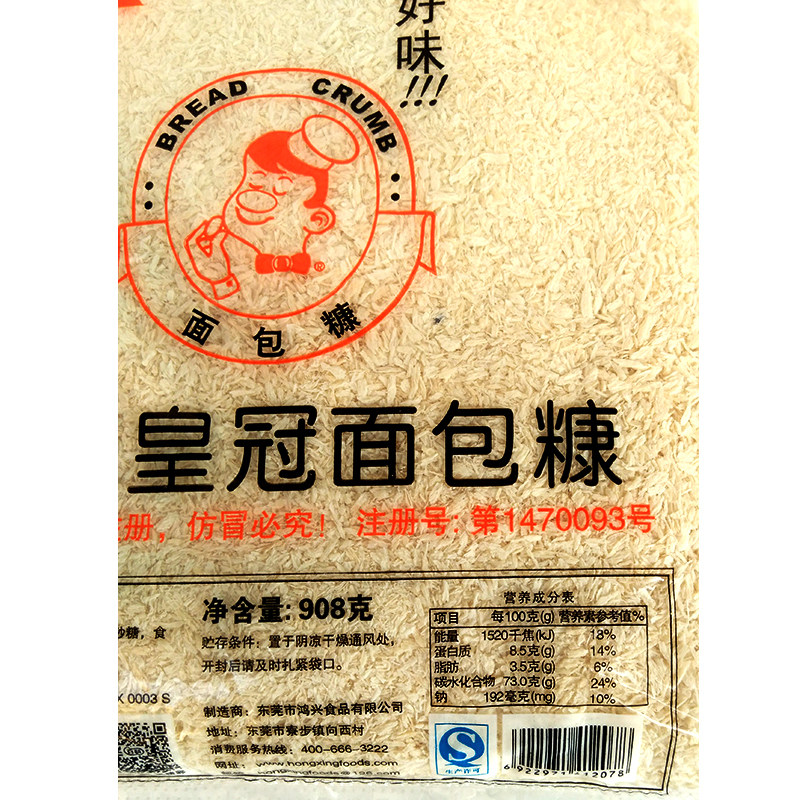 好
味
!!!
BREAD CRUMB
®
面包糠
皇冠面包糠
册，仿冒必究！ 注册号: 第1470093号
净含量: 908克
糖，食
贮存条件：置于阴凉干燥通风处，
开封后请及时扎紧袋口。
X 0003 S
制造商：东莞市鸿兴食品有限公司
地址：东莞市寮步镇向西村
消费服务热线：400-666-3222
网址：www.hongxingfoods.com
营养成分表
项目 每100克(g) 营养素参考值%
能量 1520千焦(kJ) 18%
蛋白质 8.5克(g) 14%
脂肪 3.5克(g) 6%
碳水化合物 73.0克(g) 24%
钠 192毫克(mg) 10%
生产许可